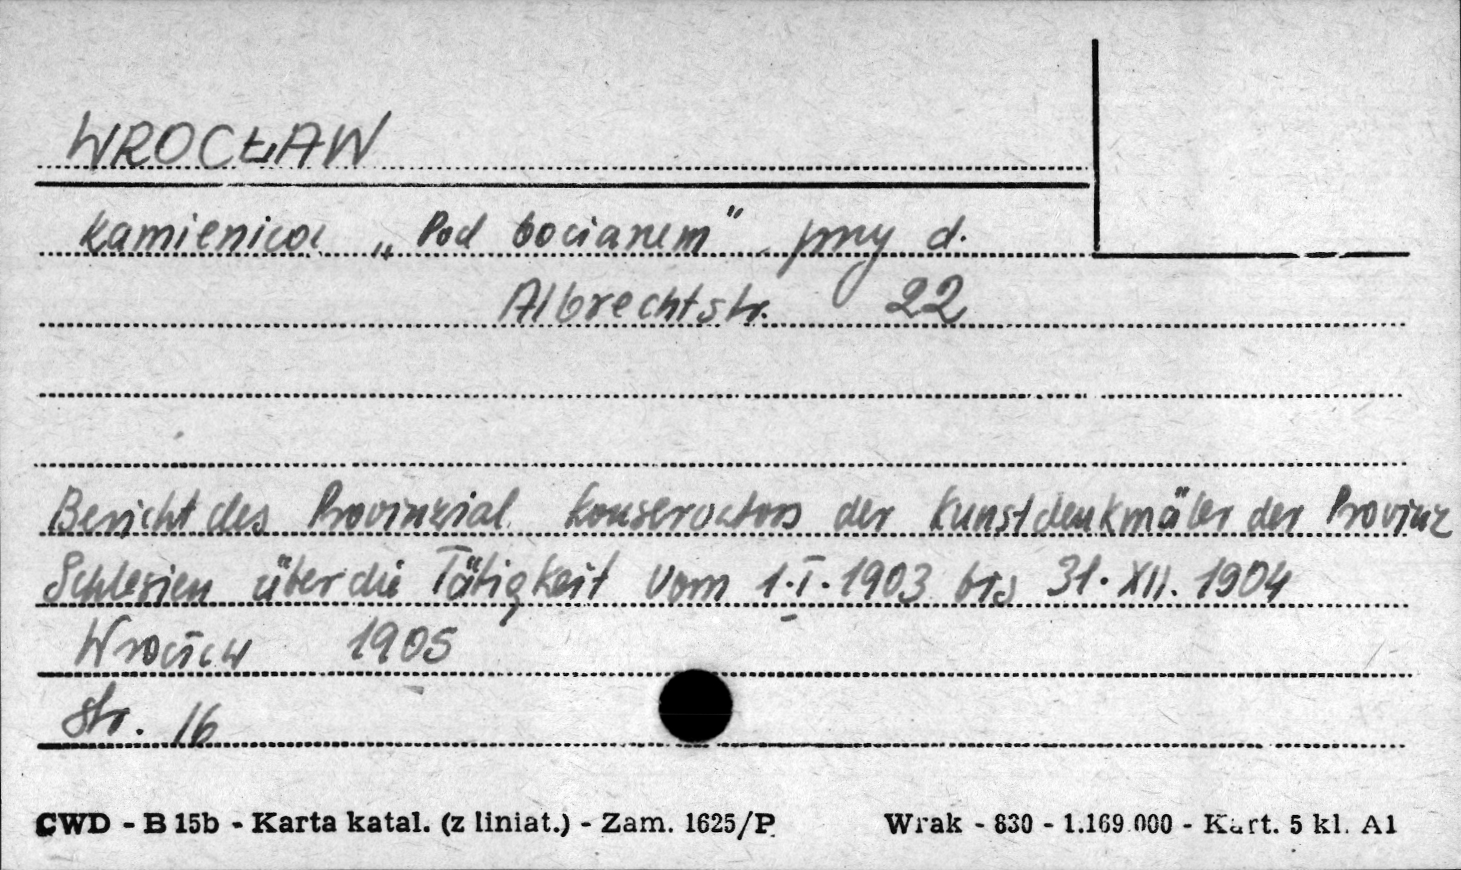 WROCŁAW
kamienica „Pod bocianem" przy d.
Albrechtstr. 22
Bericht des Provinzial Konservators der Kunstdenkmäler der Provinz
Schlesien über die Tätigkeit vom 1.I.1903 bis 31.XII.1904
Wrocław 1905
str. 16
CWD - B 15b - Karta katal. (z liniat.) - Zam. 1625/P. Wrak - 830 - 1.169.000 - Kart. 5 kl. A1